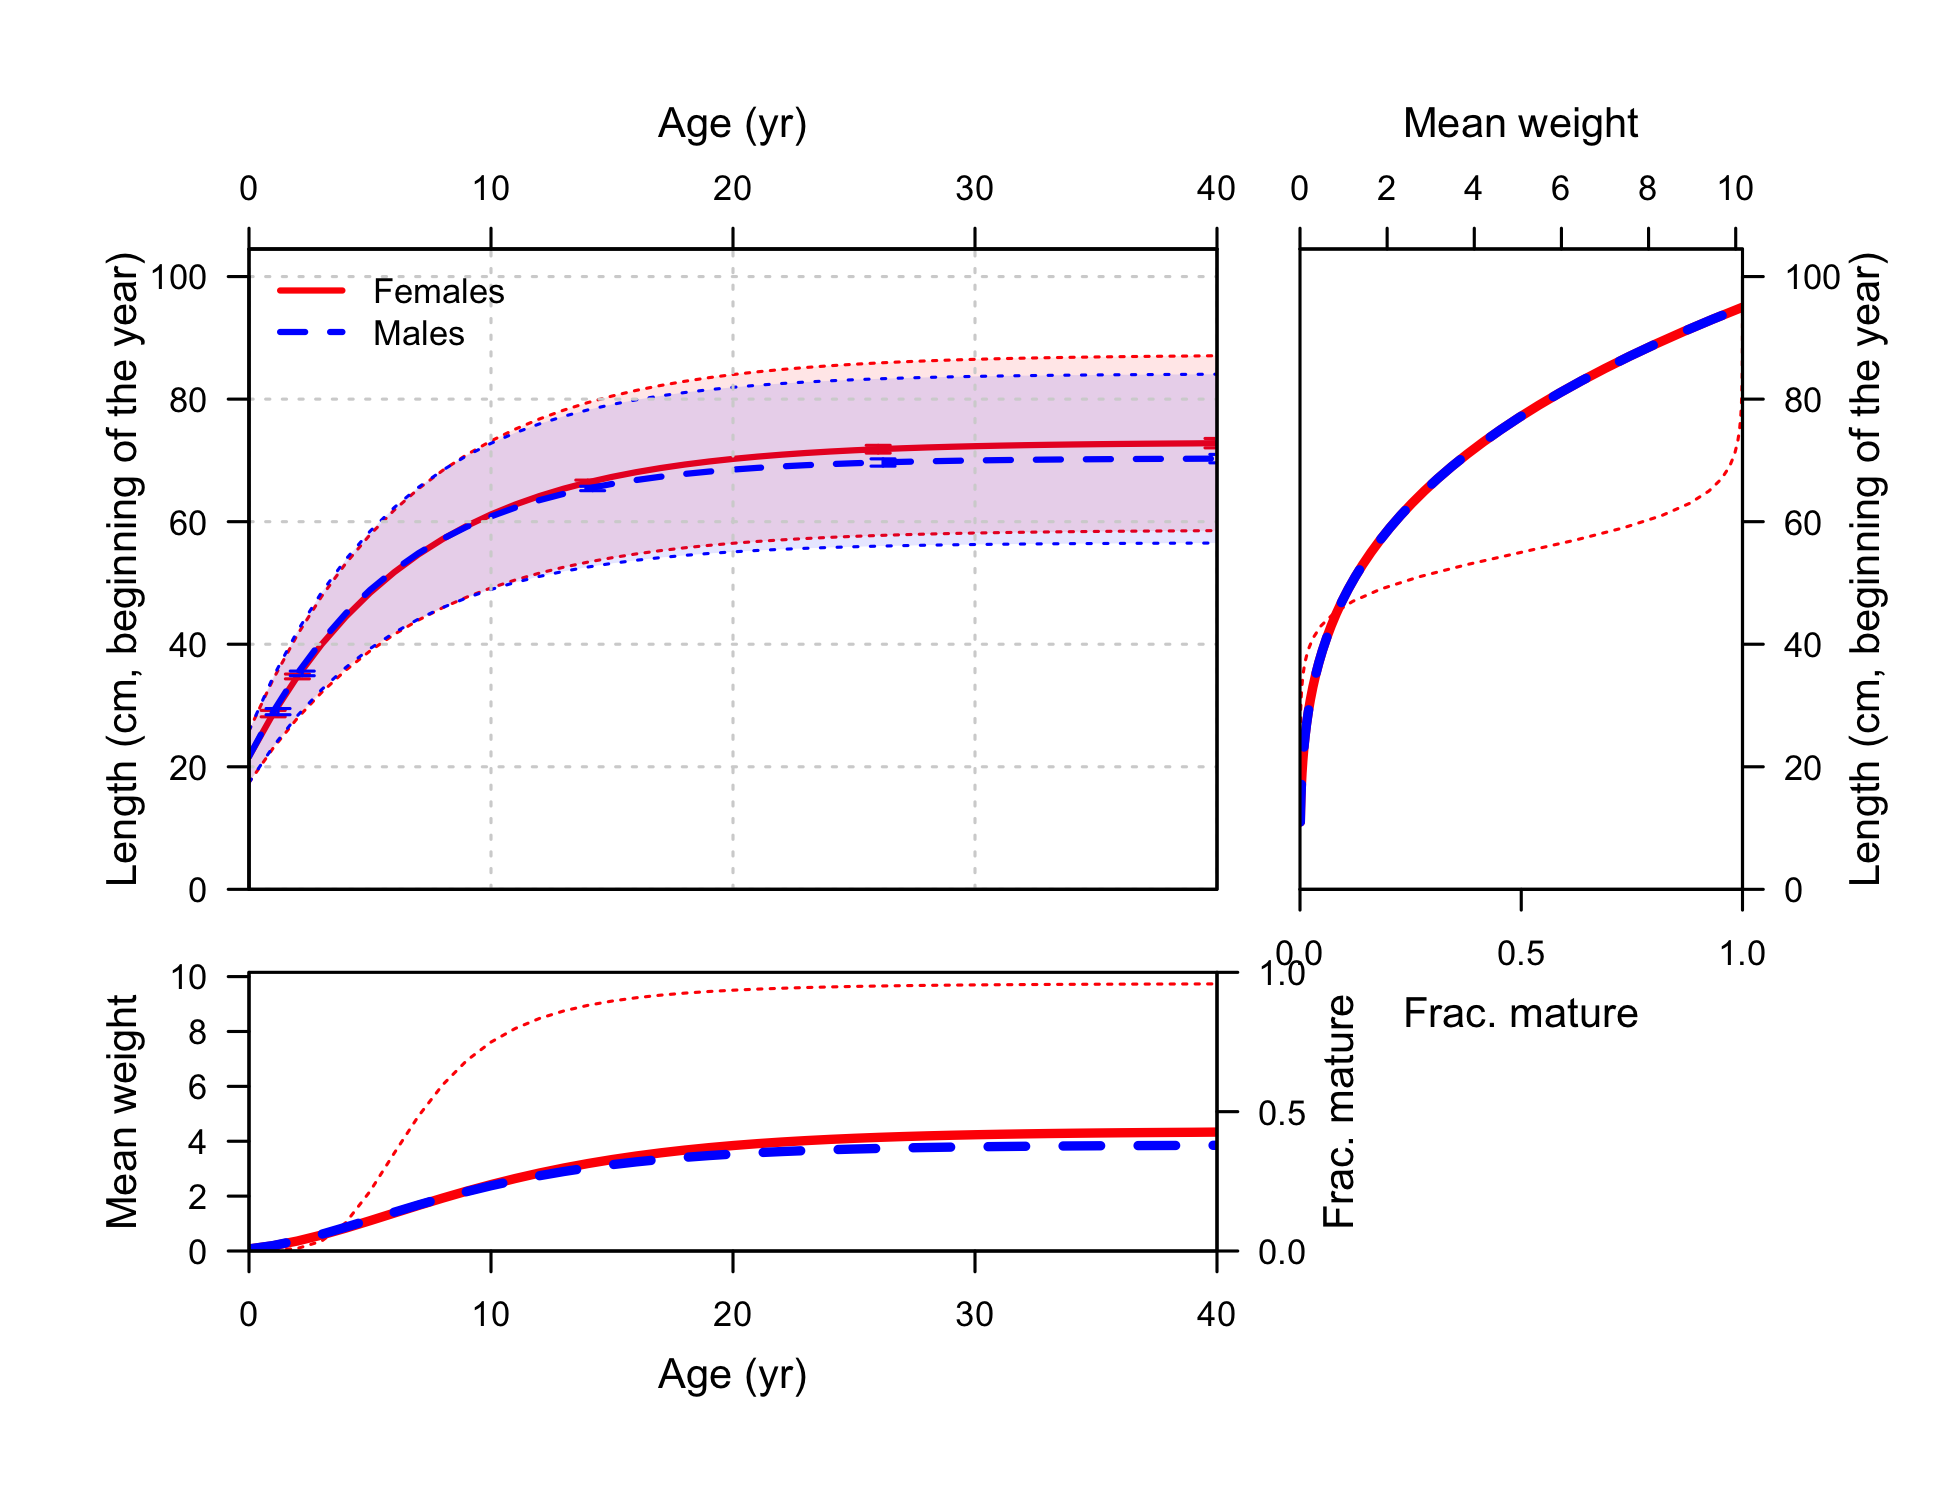 Age (yr)
Mean weight
0 10 20 30 40
0 2 4 6 8 10
Length (cm, beginning of the year)
100
80
60
40
20
0
Females
Males
100
80
60
40
20
0
Length (cm, beginning of the year)
0.0 0.5 1.0
Frac. mature
Mean weight
10
8
6
4
2
0
1.0
0.5
0.0
Frac. mature
0 10 20 30 40
Age (yr)